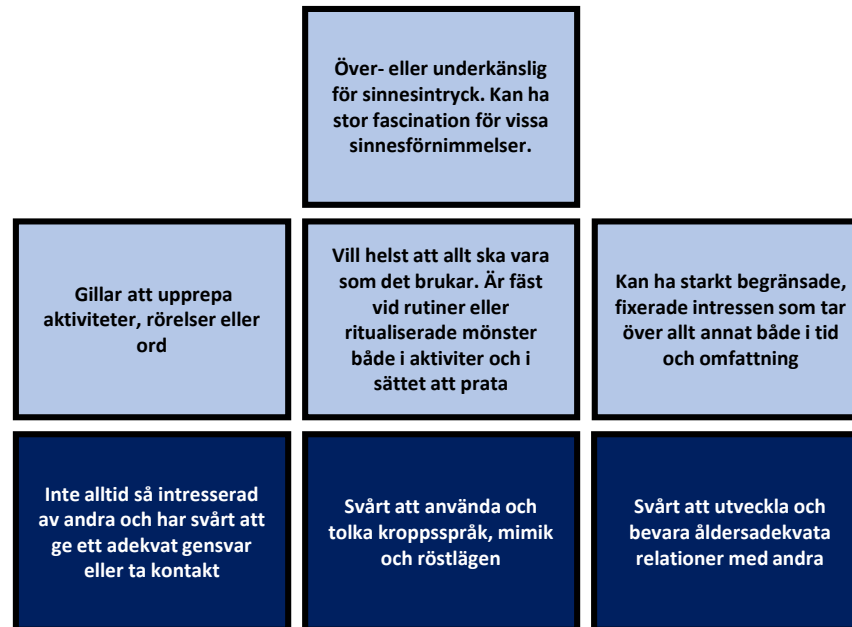 Över- eller underkänslig
för sinnesintryck. Kan ha
stor fascination för vissa
sinnesförnimmelser.
Gillar att upprepa
aktiviteter, rörelser eller
ord
Vill helst att allt ska vara
som det brukar. Är fäst
vid rutiner eller
ritualiserade mönster
både i aktiviter och i
sättet att prata
Kan ha starkt begränsade,
fixerade intressen som tar
över allt annat både i tid
och omfattning
Inte alltid så intresserad
av andra och har svårt att
ge ett adekvat gensvar
eller ta kontakt
Svårt att använda och
tolka kroppsspråk, mimik
och röstlägen
Svårt att utveckla och
bevara åldersadekvata
relationer med andra